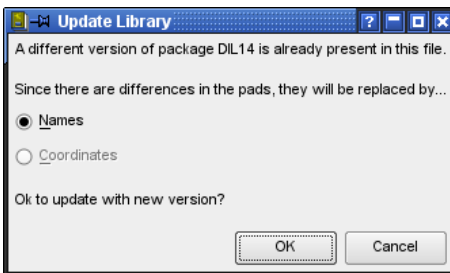 Update Library
?
A different version of package DIL14 is already present in this file.
Since there are differences in the pads, they will be replaced by...
Names
Coordinates
Ok to update with new version?
OK
Cancel